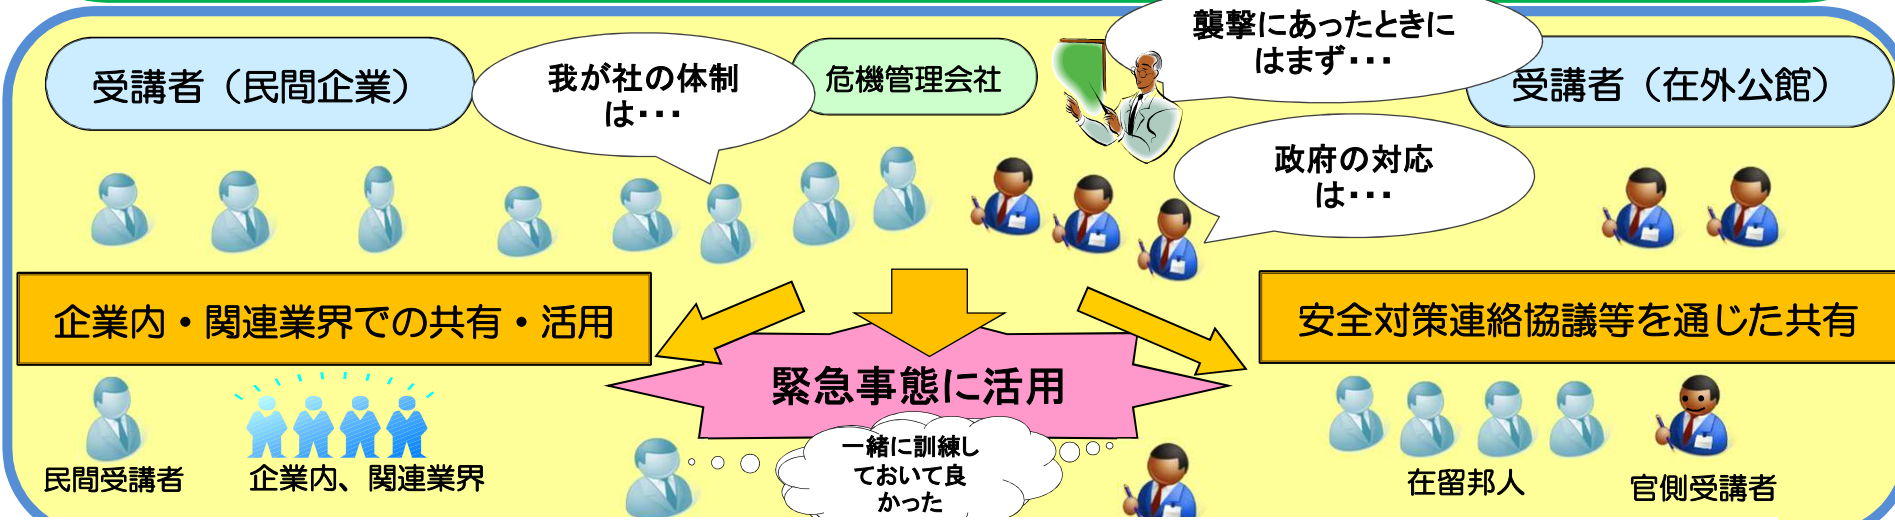 襲撃にあったときに
はまず・・・
受講者（民間企業）
我が社の体制
は・・・
危機管理会社
受講者（在外公館）
政府の対応
は・・・
企業内・関連業界での共有・活用
安全対策連絡協議等を通じた共有
緊急事態に活用
一緒に訓練し
ておいて良
かった
民間受講者
企業内、関連業界
在留邦人
官側受講者